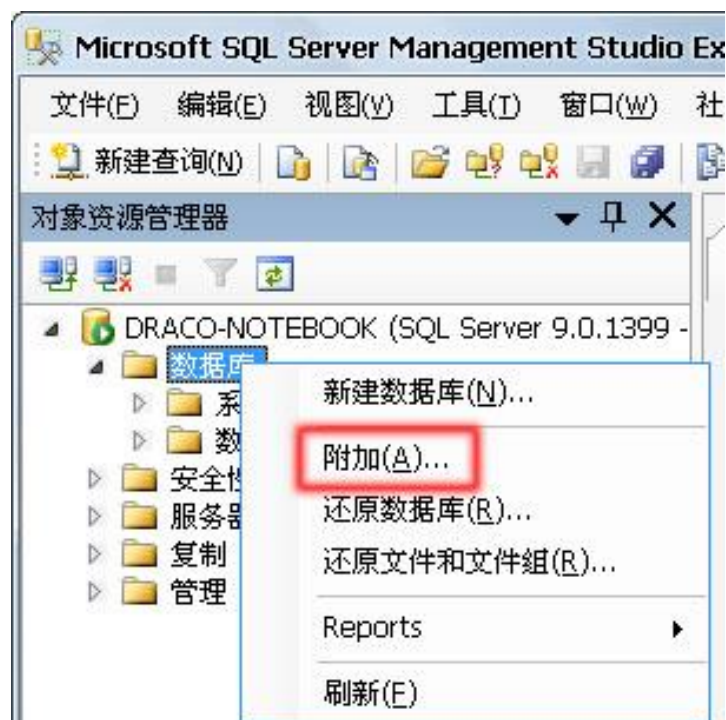 Microsoft SQL Server Management Studio Ex
文件(F) 编辑(E) 视图(V) 工具(T) 窗口(W) 社
新建查询(N)
对象资源管理器
DRACO-NOTEBOOK (SQL Server 9.0.1399 -
数据库
新建数据库(N)...
系
数
附加(A)...
安全性
服务器
还原数据库(R)...
复制
还原文件和文件组(R)...
管理
Reports
刷新(F)